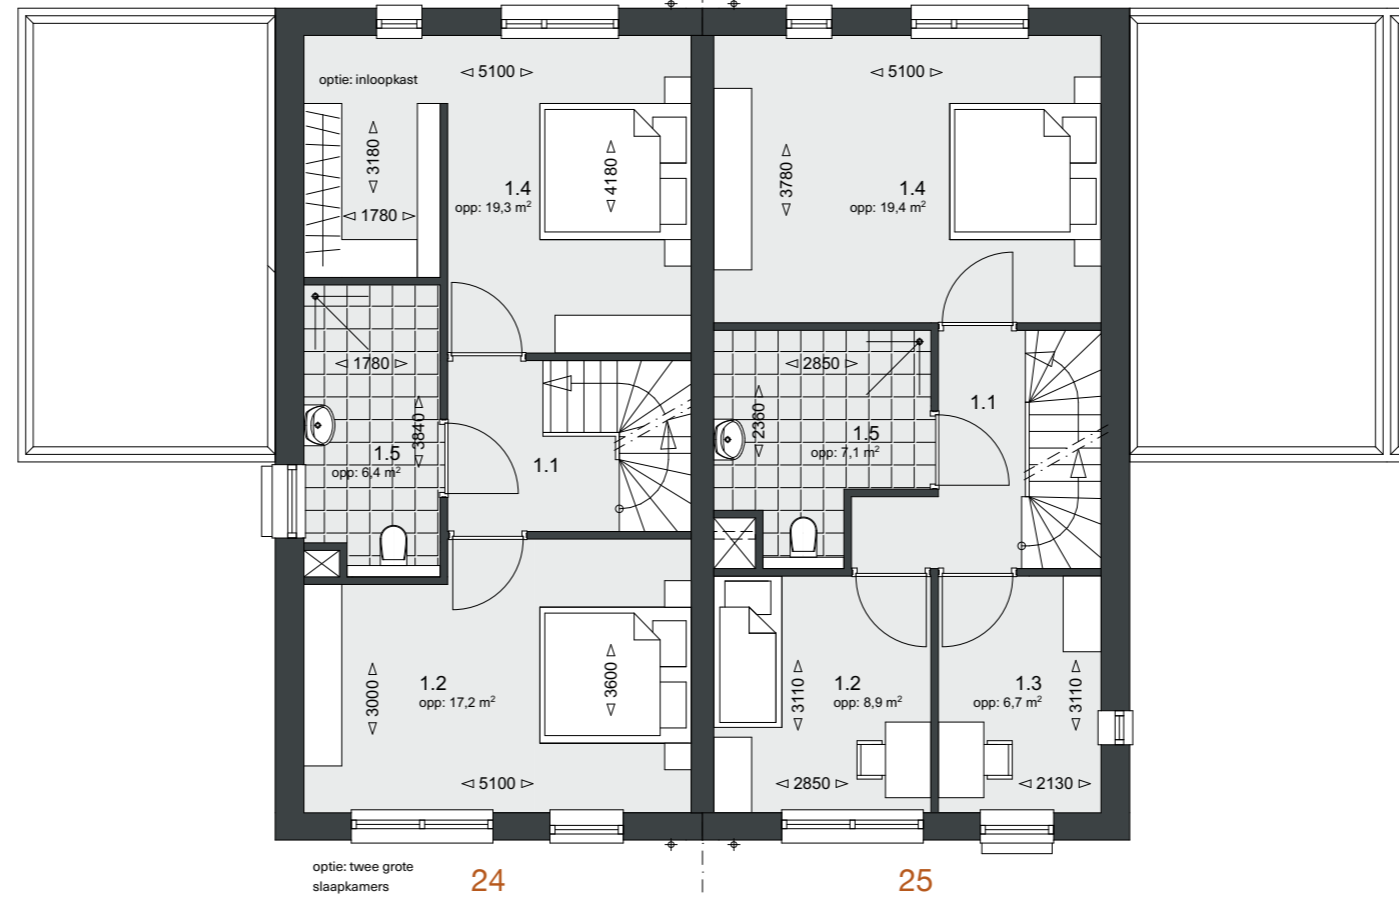 optie: inloopkast
5100
3180
1780
1.4
opp: 19,3 m²
4180
1780
3840
1.5
opp: 6,4 m²
1.1
1.2
opp: 17,2 m²
3000
3600
5100
optie: twee grote
slaapkamers
24
5100
3780
1.4
opp: 19,4 m²
2850
2360
1.5
opp: 7,1 m²
1.1
3110
1.2
opp: 8,9 m²
2850
1.3
opp: 6,7 m²
3110
2130
25